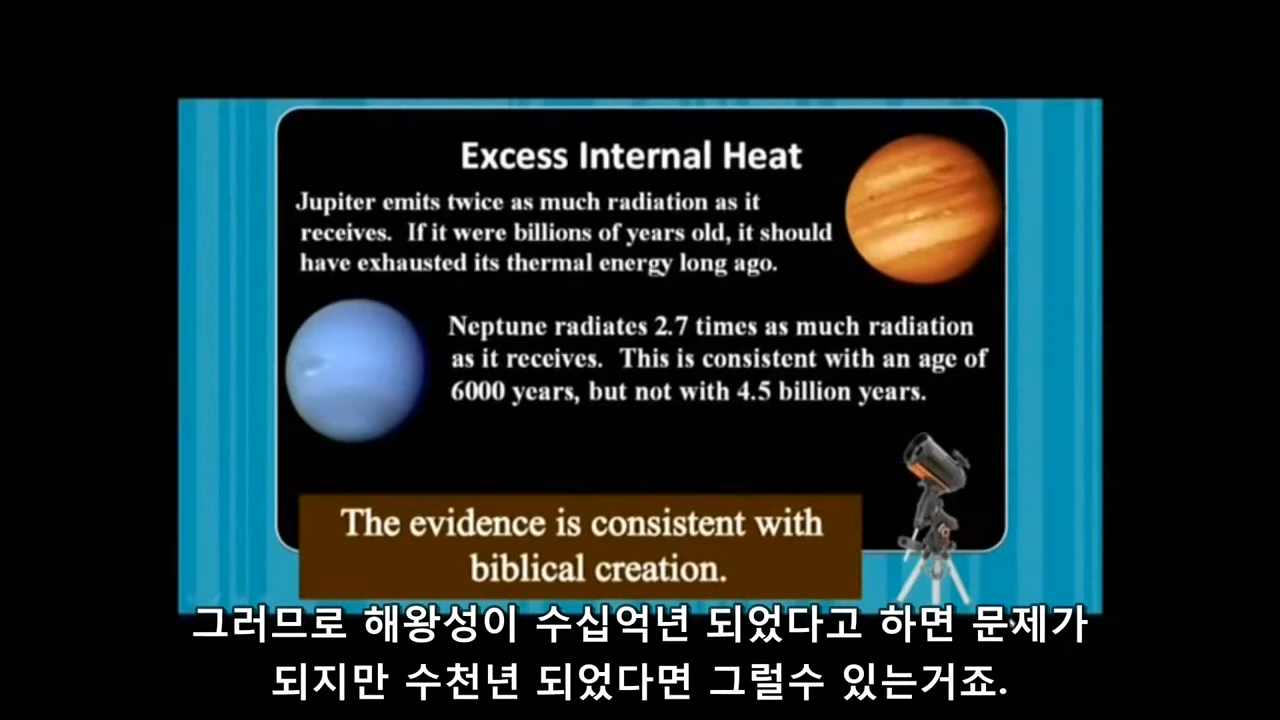 Excess Internal Heat
Jupiter emits twice as much radiation as it
receives. If it were billions of years old, it should
have exhausted its thermal energy long ago.
Neptune radiates 2.7 times as much radiation
as it receives. This is consistent with an age of
6000 years, but not with 4.5 billion years.
The evidence is consistent with
biblical creation.
그러므로 해왕성이 수십억년 되었다고 하면 문제가
되지만 수천년 되었다면 그럴수 있는거죠.